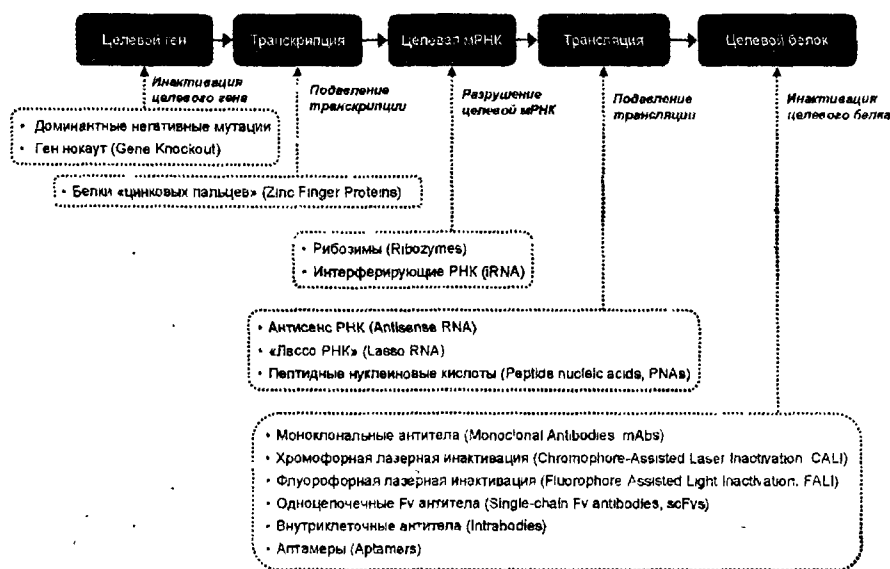 Целевой ген
Транскрипция
Целевая мРНК
Трансляция
Целевой белок
Инактивация
целевого гена
Подавление
транскрипции
Разрушение
целевой мРНК
Подавление
трансляции
Инактивация
целевого белка
• Доминантные негативные мутации
• Ген нокаут (Gene Knockout)
• Белки «цинковых пальцев» (Zinc Finger Proteins)
• Рибозимы (Ribozymes)
• Интерферирующие РНК (iRNA)
• Антисенс РНК (Antisense RNA)
• «Лассо РНК» (Lasso RNA)
• Пептидные нуклеиновые кислоты (Peptide nucleic acids, PNAs)
• Моноклональные антитела (Monoclonal Antibodies, mAbs)
• Хромофорная лазерная инактивация (Chromophore-Assisted Laser Inactivation, CALI)
• Флуорофорная лазерная инактивация (Fluorophore Assisted Light Inactivation, FALI)
• Одноцепочечные Fv антитела (Single-chain Fv antibodies, scFvs)
• Внутриклеточные антитела (Intrabodies)
• Аптамеры (Aptamers)